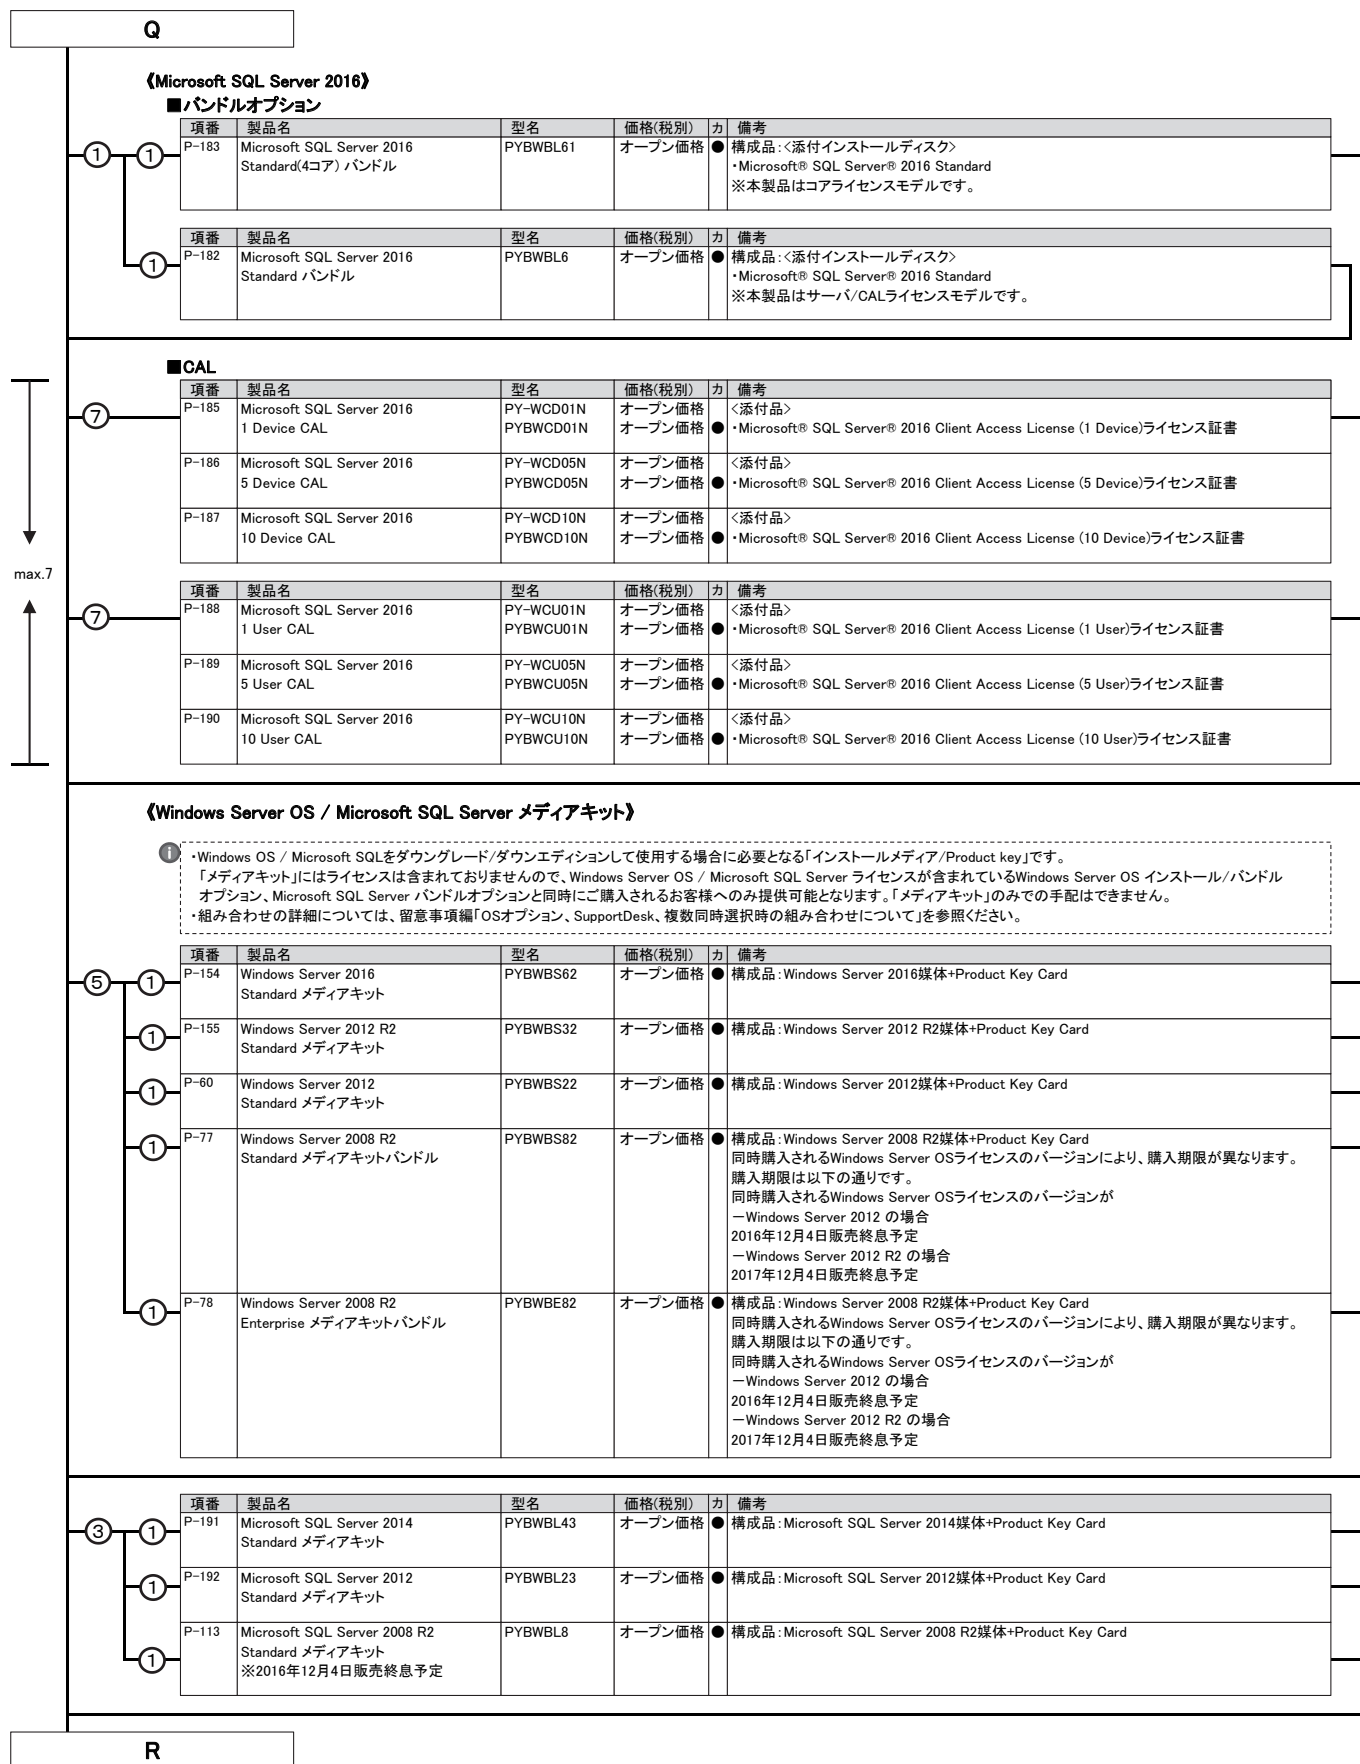 Q
《Microsoft SQL Server 2016》
■バンドルオプション
項番 製品名 型名 価格(税別) カ 備考
① ① P-183 Microsoft SQL Server 2016 PYBWBL61 オープン価格 ● 構成品:<添付インストールディスク>
Standard(4コア) バンドル ・Microsoft® SQL Server® 2016 Standard
※本製品はコアライセンスモデルです。
項番 製品名 型名 価格(税別) カ 備考
① P-182 Microsoft SQL Server 2016 PYBWBL6 オープン価格 ● 構成品:<添付インストールディスク>
Standard バンドル ・Microsoft® SQL Server® 2016 Standard
※本製品はサーバ/CALライセンスモデルです。
■CAL
項番 製品名 型名 価格(税別) カ 備考
⑦ P-185 Microsoft SQL Server 2016 PY-WCD01N オープン価格 <添付品>
1 Device CAL PYBWCD01N オープン価格 ● ・Microsoft® SQL Server® 2016 Client Access License (1 Device)ライセンス証書
P-186 Microsoft SQL Server 2016 PY-WCD05N オープン価格 <添付品>
5 Device CAL PYBWCD05N オープン価格 ● ・Microsoft® SQL Server® 2016 Client Access License (5 Device)ライセンス証書
P-187 Microsoft SQL Server 2016 PY-WCD10N オープン価格 <添付品>
10 Device CAL PYBWCD10N オープン価格 ● ・Microsoft® SQL Server® 2016 Client Access License (10 Device)ライセンス証書
max.7
項番 製品名 型名 価格(税別) カ 備考
⑦ P-188 Microsoft SQL Server 2016 PY-WCU01N オープン価格 <添付品>
1 User CAL PYBWCU01N オープン価格 ● ・Microsoft® SQL Server® 2016 Client Access License (1 User)ライセンス証書
P-189 Microsoft SQL Server 2016 PY-WCU05N オープン価格 <添付品>
5 User CAL PYBWCU05N オープン価格 ● ・Microsoft® SQL Server® 2016 Client Access License (5 User)ライセンス証書
P-190 Microsoft SQL Server 2016 PY-WCU10N オープン価格 <添付品>
10 User CAL PYBWCU10N オープン価格 ● ・Microsoft® SQL Server® 2016 Client Access License (10 User)ライセンス証書
《Windows Server OS / Microsoft SQL Server メディアキット》
i ・Windows OS / Microsoft SQLをダウングレード/ダウンエディションして使用する場合に必要となる「インストールメディア/Product key」です。
「メディアキット」にはライセンスは含まれておりませんので、Windows Server OS / Microsoft SQL Server ライセンスが含まれているWindows Server OS インストール/バンドル
オプション、Microsoft SQL Server バンドルオプションと同時にご購入されるお客様へのみ提供可能となります。「メディアキット」のみでの手配はできません。
・組み合わせの詳細については、留意事項編「OSオプション、SupportDesk、複数同時選択時の組み合わせについて」を参照ください。
項番 製品名 型名 価格(税別) カ 備考
⑤ ① P-154 Windows Server 2016 PYBWBS62 オープン価格 ● 構成品:Windows Server 2016媒体+Product Key Card
Standard メディアキット
① P-155 Windows Server 2012 R2 PYBWBS32 オープン価格 ● 構成品:Windows Server 2012 R2媒体+Product Key Card
Standard メディアキット
① P-60 Windows Server 2012 PYBWBS22 オープン価格 ● 構成品:Windows Server 2012媒体+Product Key Card
Standard メディアキット
① P-77 Windows Server 2008 R2 PYBWBS82 オープン価格 ● 構成品:Windows Server 2008 R2媒体+Product Key Card
Standard メディアキットバンドル 同時購入されるWindows Server OSライセンスのバージョンにより、購入期限が異なります。
購入期限は以下の通りです。
同時購入されるWindows Server OSライセンスのバージョンが
-Windows Server 2012 の場合
2016年12月4日販売終息予定
-Windows Server 2012 R2 の場合
2017年12月4日販売終息予定
① P-78 Windows Server 2008 R2 PYBWBE82 オープン価格 ● 構成品:Windows Server 2008 R2媒体+Product Key Card
Enterprise メディアキットバンドル 同時購入されるWindows Server OSライセンスのバージョンにより、購入期限が異なります。
購入期限は以下の通りです。
同時購入されるWindows Server OSライセンスのバージョンが
-Windows Server 2012 の場合
2016年12月4日販売終息予定
-Windows Server 2012 R2 の場合
2017年12月4日販売終息予定
項番 製品名 型名 価格(税別) カ 備考
③ ① P-191 Microsoft SQL Server 2014 PYBWBL43 オープン価格 ● 構成品:Microsoft SQL Server 2014媒体+Product Key Card
Standard メディアキット
① P-192 Microsoft SQL Server 2012 PYBWBL23 オープン価格 ● 構成品:Microsoft SQL Server 2012媒体+Product Key Card
Standard メディアキット
① P-113 Microsoft SQL Server 2008 R2 PYBWBL8 オープン価格 ● 構成品:Microsoft SQL Server 2008 R2媒体+Product Key Card
Standard メディアキット
※2016年12月4日販売終息予定
R